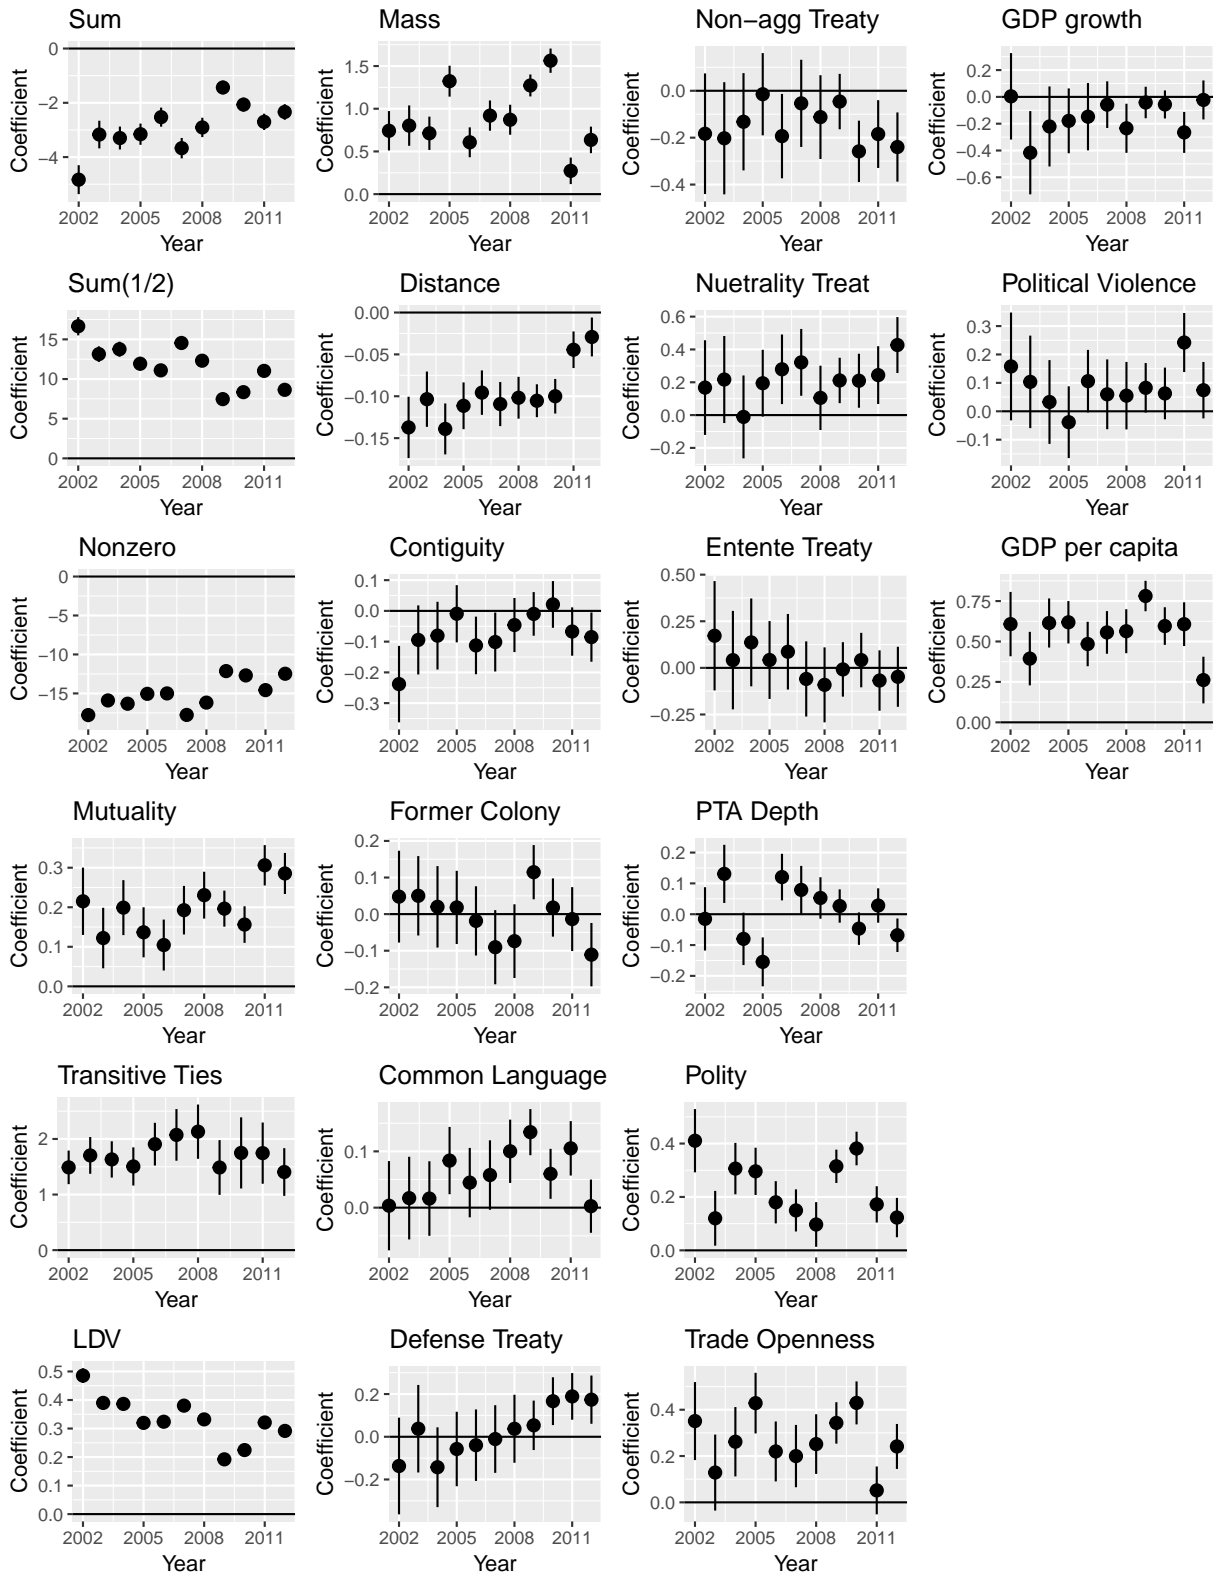 Sum
Coefficient
0
−2
−4
2002 2005 2008 2011
Year
Mass
Coefficient
1.5
1.0
0.5
0.0
2002 2005 2008 2011
Year
Non−agg Treaty
Coefficient
0.0
−0.2
−0.4
2002 2005 2008 2011
Year
GDP growth
Coefficient
0.2
0.0
−0.2
−0.4
−0.6
2002 2005 2008 2011
Year
Sum(1/2)
Coefficient
15
10
5
0
2002 2005 2008 2011
Year
Distance
Coefficient
0.00
−0.05
−0.10
−0.15
2002 2005 2008 2011
Year
Nuetrality Treat
Coefficient
0.6
0.4
0.2
0.0
−0.2
2002 2005 2008 2011
Year
Political Violence
Coefficient
0.3
0.2
0.1
0.0
−0.1
2002 2005 2008 2011
Year
Nonzero
Coefficient
0
−5
−10
−15
2002 2005 2008 2011
Year
Contiguity
Coefficient
0.1
0.0
−0.1
−0.2
−0.3
2002 2005 2008 2011
Year
Entente Treaty
Coefficient
0.50
0.25
0.00
−0.25
2002 2005 2008 2011
Year
GDP per capita
Coefficient
0.75
0.50
0.25
0.00
2002 2005 2008 2011
Year
Mutuality
Coefficient
0.3
0.2
0.1
0.0
2002 2005 2008 2011
Year
Former Colony
Coefficient
0.2
0.1
0.0
−0.1
−0.2
2002 2005 2008 2011
Year
PTA Depth
Coefficient
0.2
0.1
0.0
−0.1
−0.2
2002 2005 2008 2011
Year
Transitive Ties
Coefficient
2
1
0
2002 2005 2008 2011
Year
Common Language
Coefficient
0.1
0.0
2002 2005 2008 2011
Year
Polity
Coefficient
0.4
0.2
0.0
2002 2005 2008 2011
Year
LDV
Coefficient
0.5
0.4
0.3
0.2
0.1
0.0
2002 2005 2008 2011
Year
Defense Treaty
Coefficient
0.2
0.0
−0.2
2002 2005 2008 2011
Year
Trade Openness
Coefficient
0.4
0.2
0.0
2002 2005 2008 2011
Year